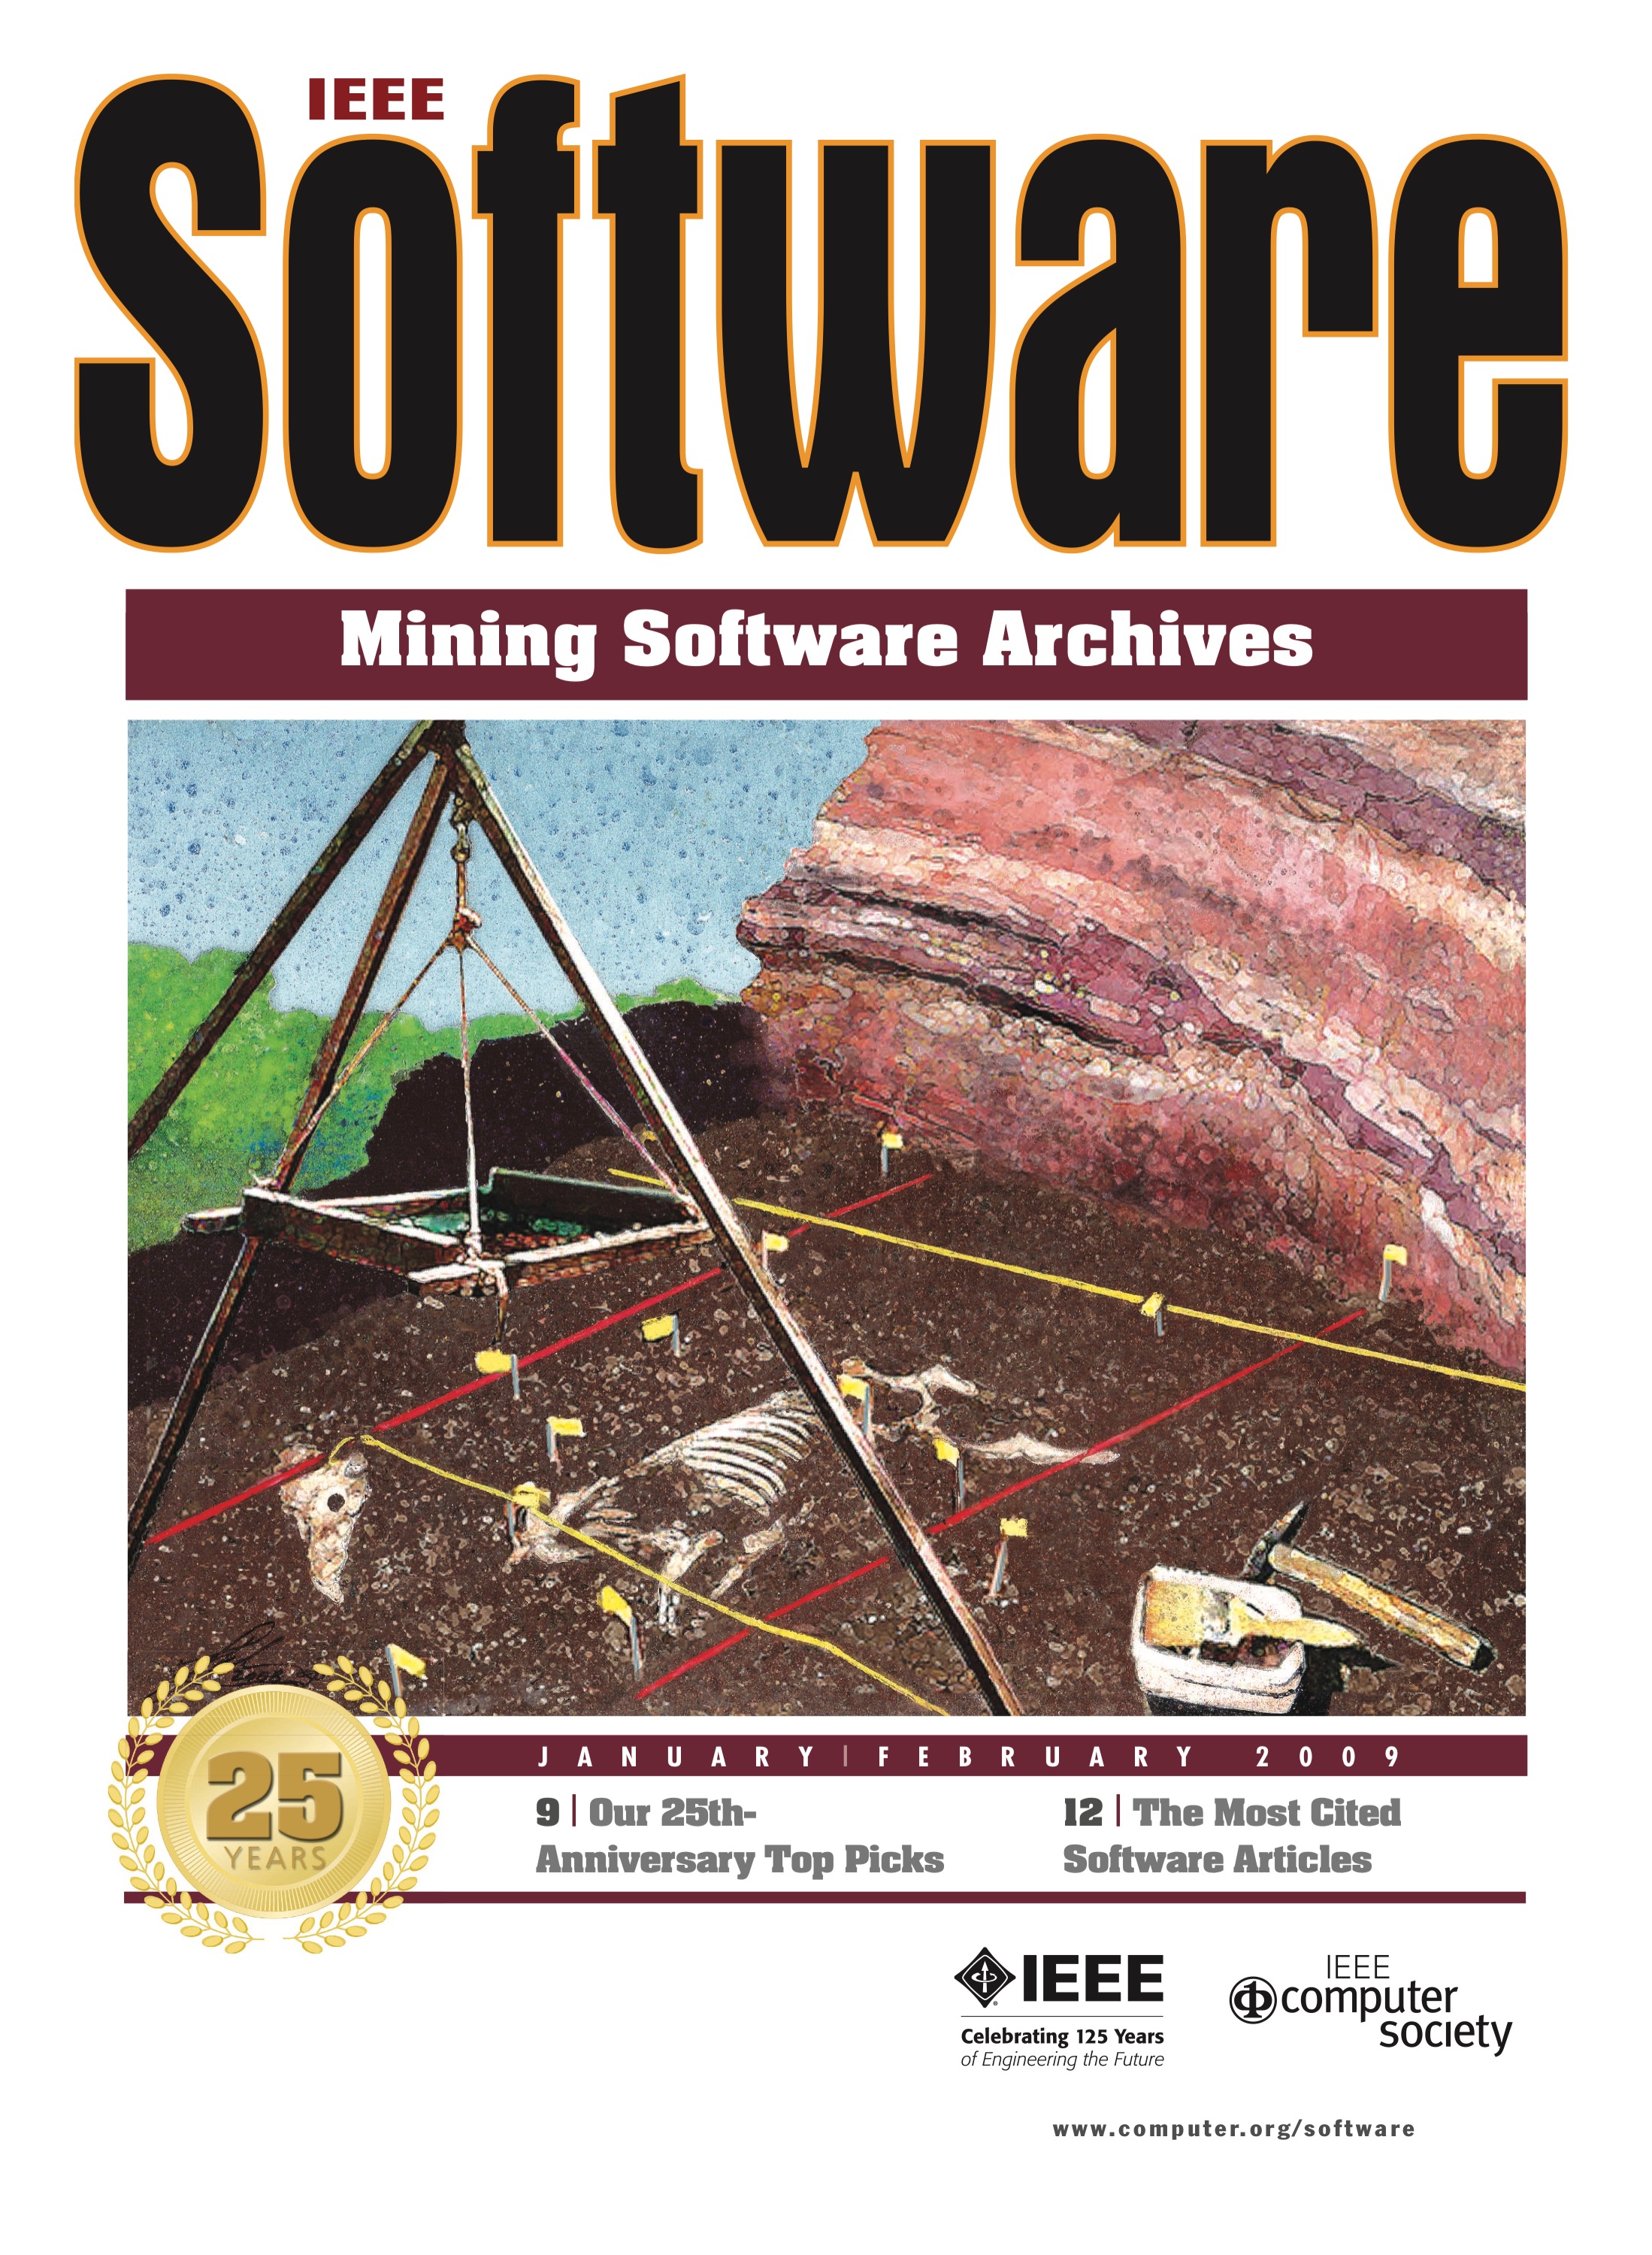 IEEE
Software
Mining Software Archives
JANUARY | FEBRUARY 2009
25
YEARS
9 | Our 25th-
Anniversary Top Picks
12 | The Most Cited
Software Articles
IEEE
Celebrating 125 Years
of Engineering the Future
IEEE
computer
society
www.computer.org/software